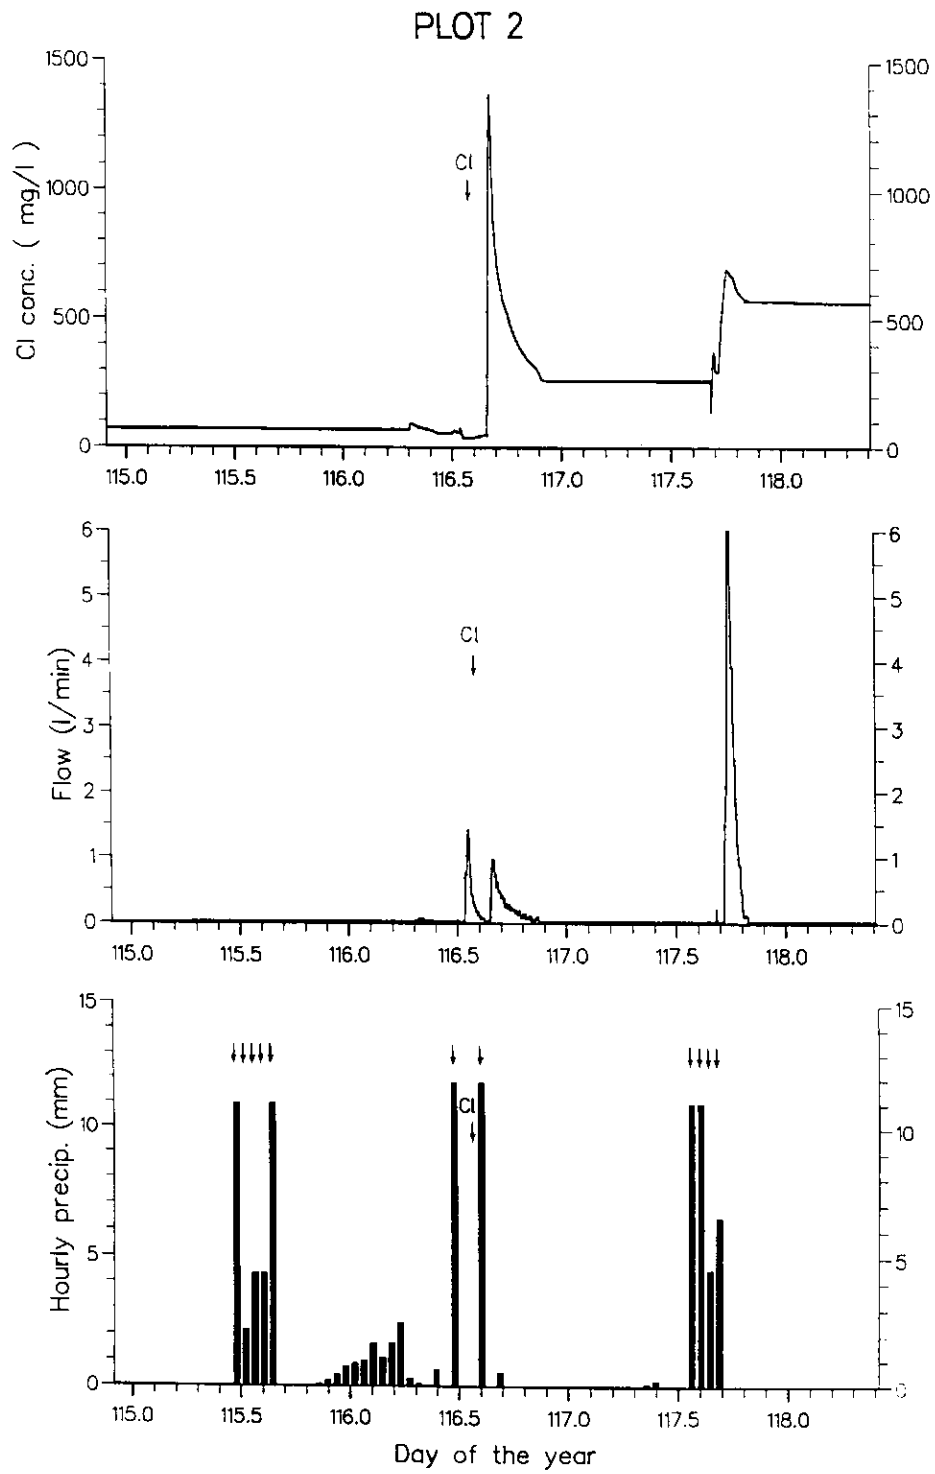 PLOT 2
1500 1500
Cl
1000 1000
Cl conc. ( mg/l )
500 500
0 0
115.0 115.5 116.0 116.5 117.0 117.5 118.0
6 6
5 5
Cl
4 4
Flow (l/min)
3 3
2 2
1 1
0 0
115.0 115.5 116.0 116.5 117.0 117.5 118.0
15 15
Cl
10 10
Hourly precip. (mm)
5 5
0 0
115.0 115.5 116.0 116.5 117.0 117.5 118.0
Day of the year